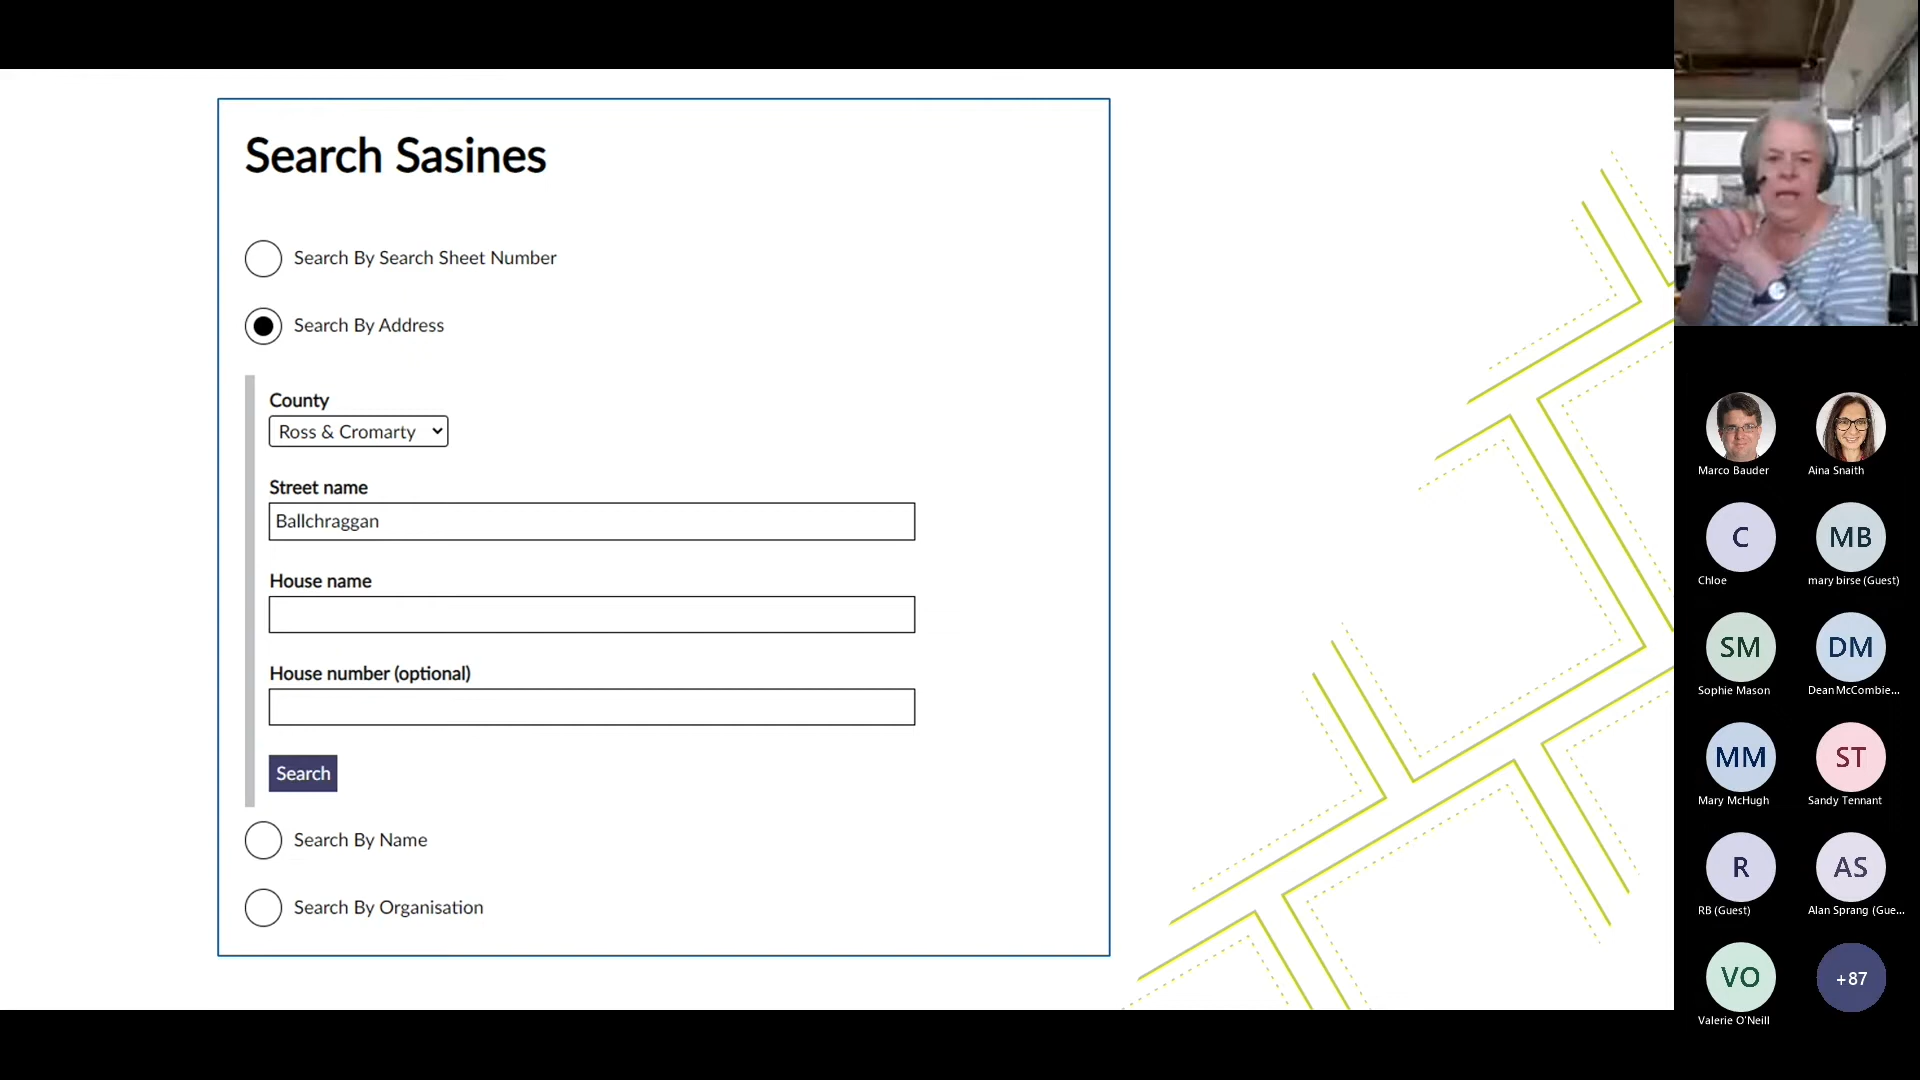 Search Sasines
Search By Search Sheet Number
Search By Address
County
Ross & Cromarty
Street name
Ballchraggan
House name
House number (optional)
Search
Search By Name
Search By Organisation
Marco Bauder
Aina Snaith
C
MB
Chloe
mary birse (Guest)
SM
DM
Sophie Mason
Dean McCombie...
MM
ST
Mary McHugh
Sandy Tennant
R
AS
RB (Guest)
Alan Sprang (Gue...
VO
+87
Valerie O'Neill